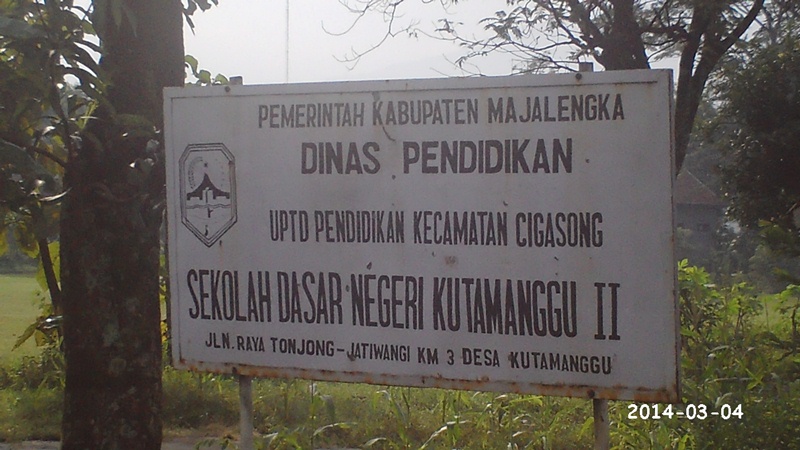 PEMERINTAH KABUPATEN MAJALENGKA
DINAS PENDIDIKAN
UPTD PENDIDIKAN KECAMATAN CIGASONG
SEKOLAH DASAR NEGERI KUTAMANGGU II
JLN. RAYA TONJONG-JATIWANGI KM 3 DESA KUTAMANGGU
2014-03-04